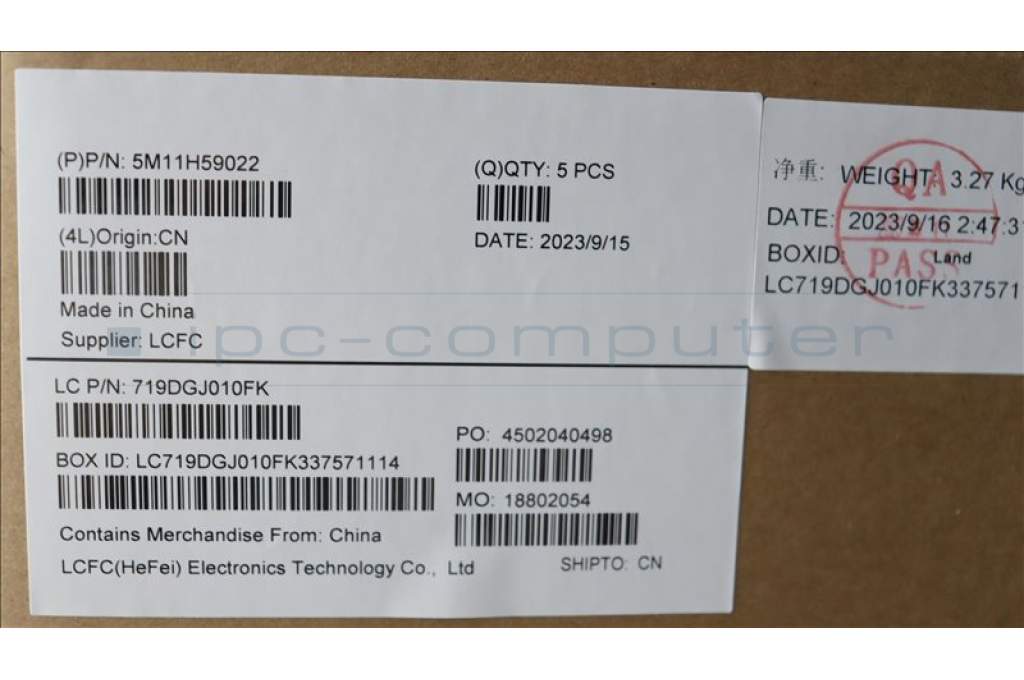 (P)P/N: 5M11H59022
(Q)QTY: 5 PCS
(4L)Origin:CN
DATE: 2023/9/15
Made in China
Supplier: LCFC
LC P/N: 719DGJ010FK
PO: 4502040498
BOX ID: LC719DGJ010FK337571114
MO: 18802054
Contains Merchandise From: China
LCFC(HeFei) Electronics Technology Co., Ltd
SHIPTO: CN
净重: WEIGHT: 3.27 Kg
DATE: 2023/9/16 2:47:31
BOXID: Land
LC719DGJ010FK337571
QA
PASS
ipc-computer